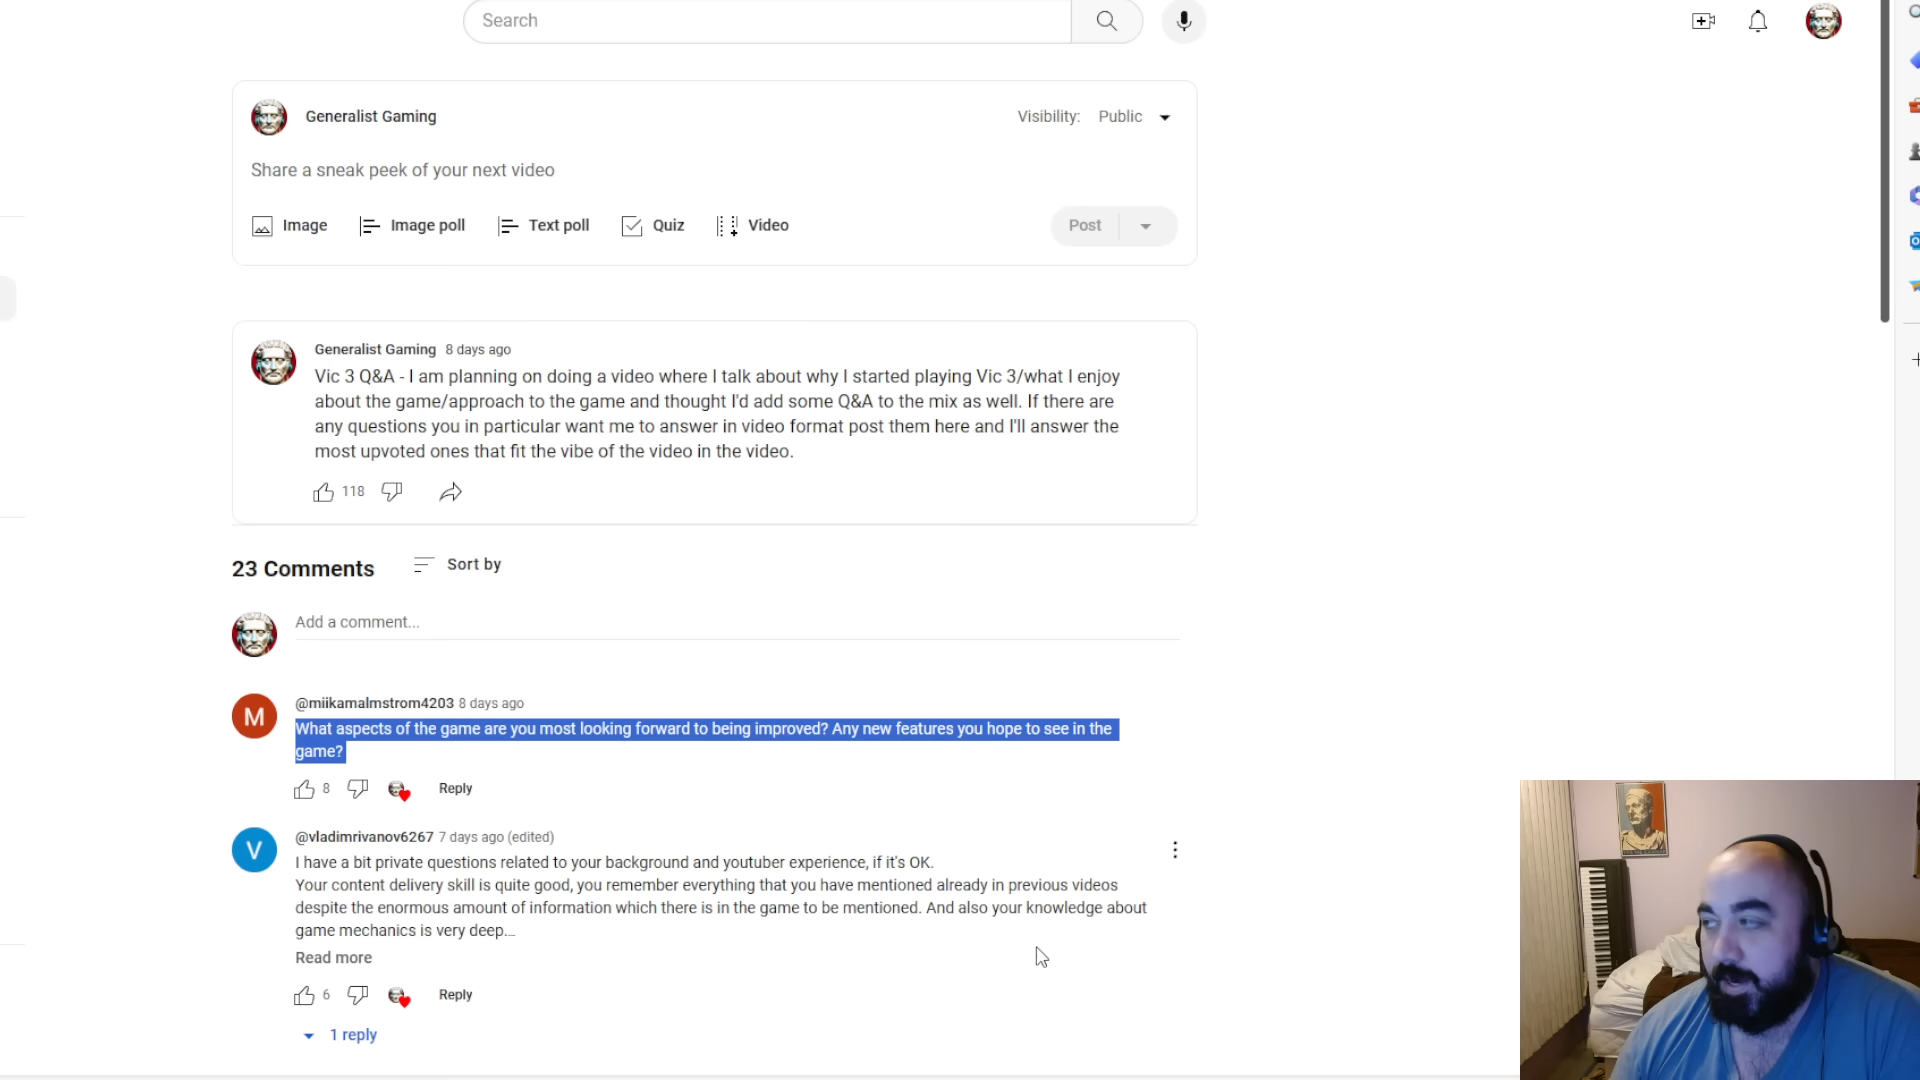 Search
Generalist Gaming
Visibility: Public
Share a sneak peek of your next video
Image
Image poll
Text poll
Quiz
Video
Post
Generalist Gaming 8 days ago
Vic 3 Q&A - I am planning on doing a video where I talk about why I started playing Vic 3/what I enjoy
about the game/approach to the game and thought I'd add some Q&A to the mix as well. If there are
any questions you in particular want me to answer in video format post them here and I'll answer the
most upvoted ones that fit the vibe of the video in the video.
118
23 Comments
Sort by
Add a comment...
M
@miikamalmstrom4203 8 days ago
What aspects of the game are you most looking forward to being improved? Any new features you hope to see in the
game?
8
Reply
V
@vladimrivanov6267 7 days ago (edited)
I have a bit private questions related to your background and youtuber experience, if it's OK.
Your content delivery skill is quite good, you remember everything that you have mentioned already in previous videos
despite the enormous amount of information which there is in the game to be mentioned. And also your knowledge about
game mechanics is very deep...
Read more
6
Reply
1 reply